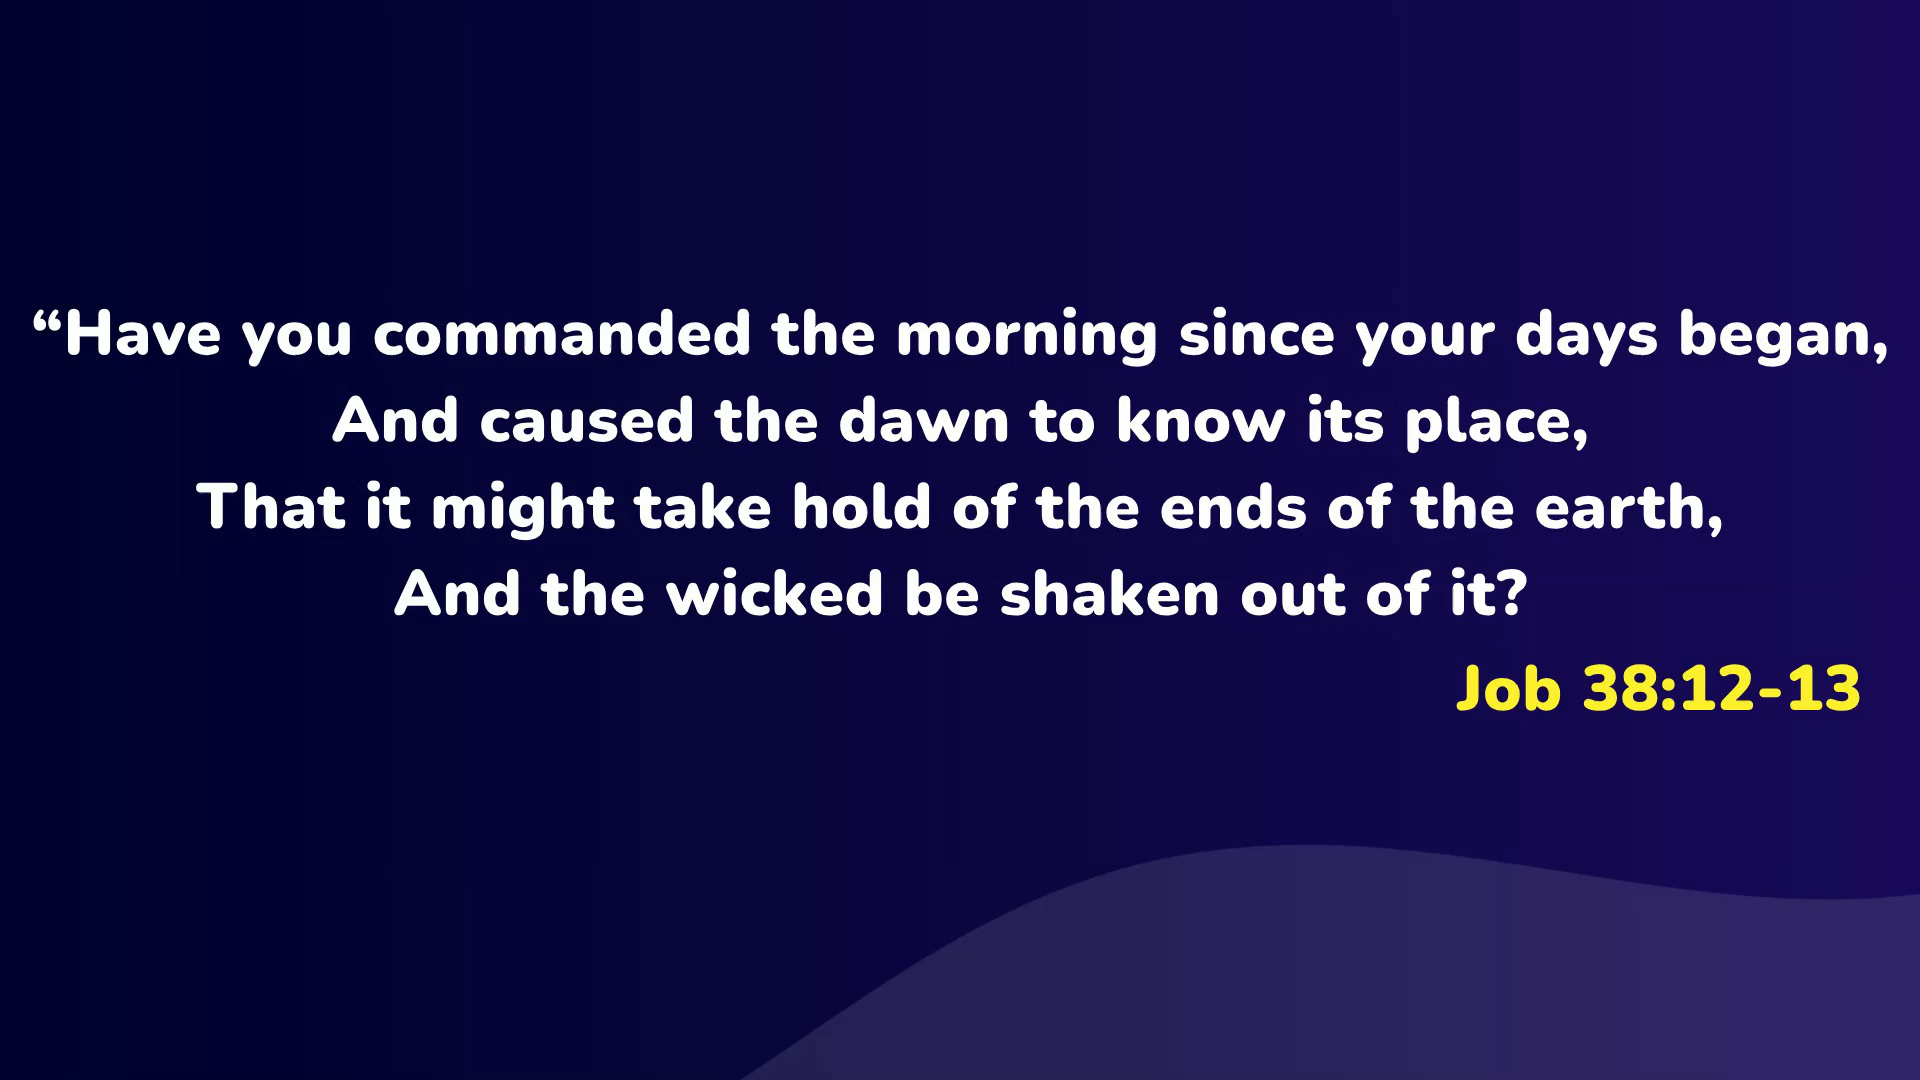 “Have you commanded the morning since your days began,
And caused the dawn to know its place,
That it might take hold of the ends of the earth,
And the wicked be shaken out of it?
Job 38:12-13